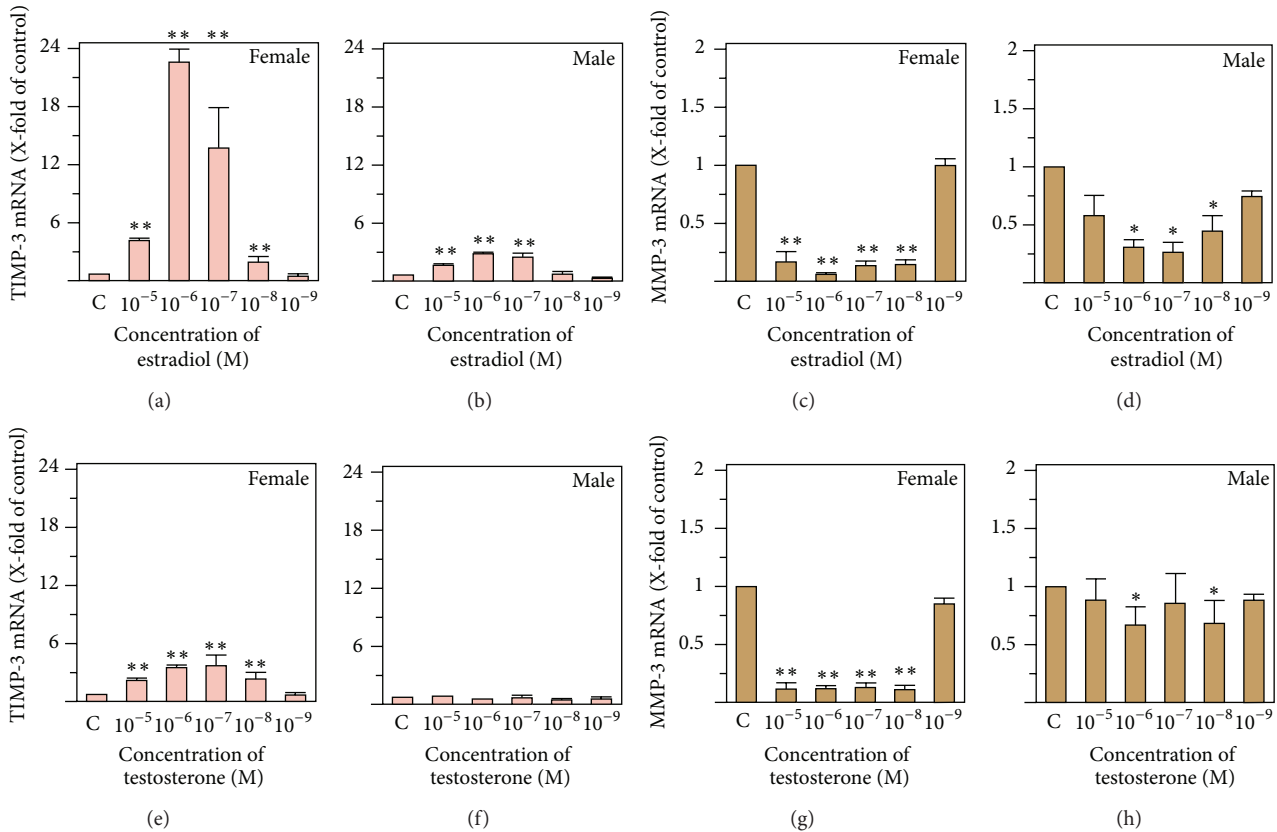 TIMP-3 mRNA (X-fold of control)
24
18
12
6
** ** ** **
Female
C 10⁻⁵ 10⁻⁶ 10⁻⁷ 10⁻⁸ 10⁻⁹
Concentration of
estradiol (M)
(a)
24
18
12
6
** ** **
Male
C 10⁻⁵ 10⁻⁶ 10⁻⁷ 10⁻⁸ 10⁻⁹
Concentration of
estradiol (M)
(b)
MMP-3 mRNA (X-fold of control)
2
1.5
1
0.5
** ** ** **
Female
C 10⁻⁵ 10⁻⁶ 10⁻⁷ 10⁻⁸ 10⁻⁹
Concentration of
estradiol (M)
(c)
2
1.5
1
0.5
* * *
Male
C 10⁻⁵ 10⁻⁶ 10⁻⁷ 10⁻⁸ 10⁻⁹
Concentration of
estradiol (M)
(d)
TIMP-3 mRNA (X-fold of control)
24
18
12
6
** ** ** **
Female
C 10⁻⁵ 10⁻⁶ 10⁻⁷ 10⁻⁸ 10⁻⁹
Concentration of
testosterone (M)
(e)
24
18
12
6
Male
C 10⁻⁵ 10⁻⁶ 10⁻⁷ 10⁻⁸ 10⁻⁹
Concentration of
testosterone (M)
(f)
MMP-3 mRNA (X-fold of control)
2
1.5
1
0.5
** ** ** **
Female
C 10⁻⁵ 10⁻⁶ 10⁻⁷ 10⁻⁸ 10⁻⁹
Concentration of
testosterone (M)
(g)
2
1.5
1
0.5
* *
Male
C 10⁻⁵ 10⁻⁶ 10⁻⁷ 10⁻⁸ 10⁻⁹
Concentration of
testosterone (M)
(h)